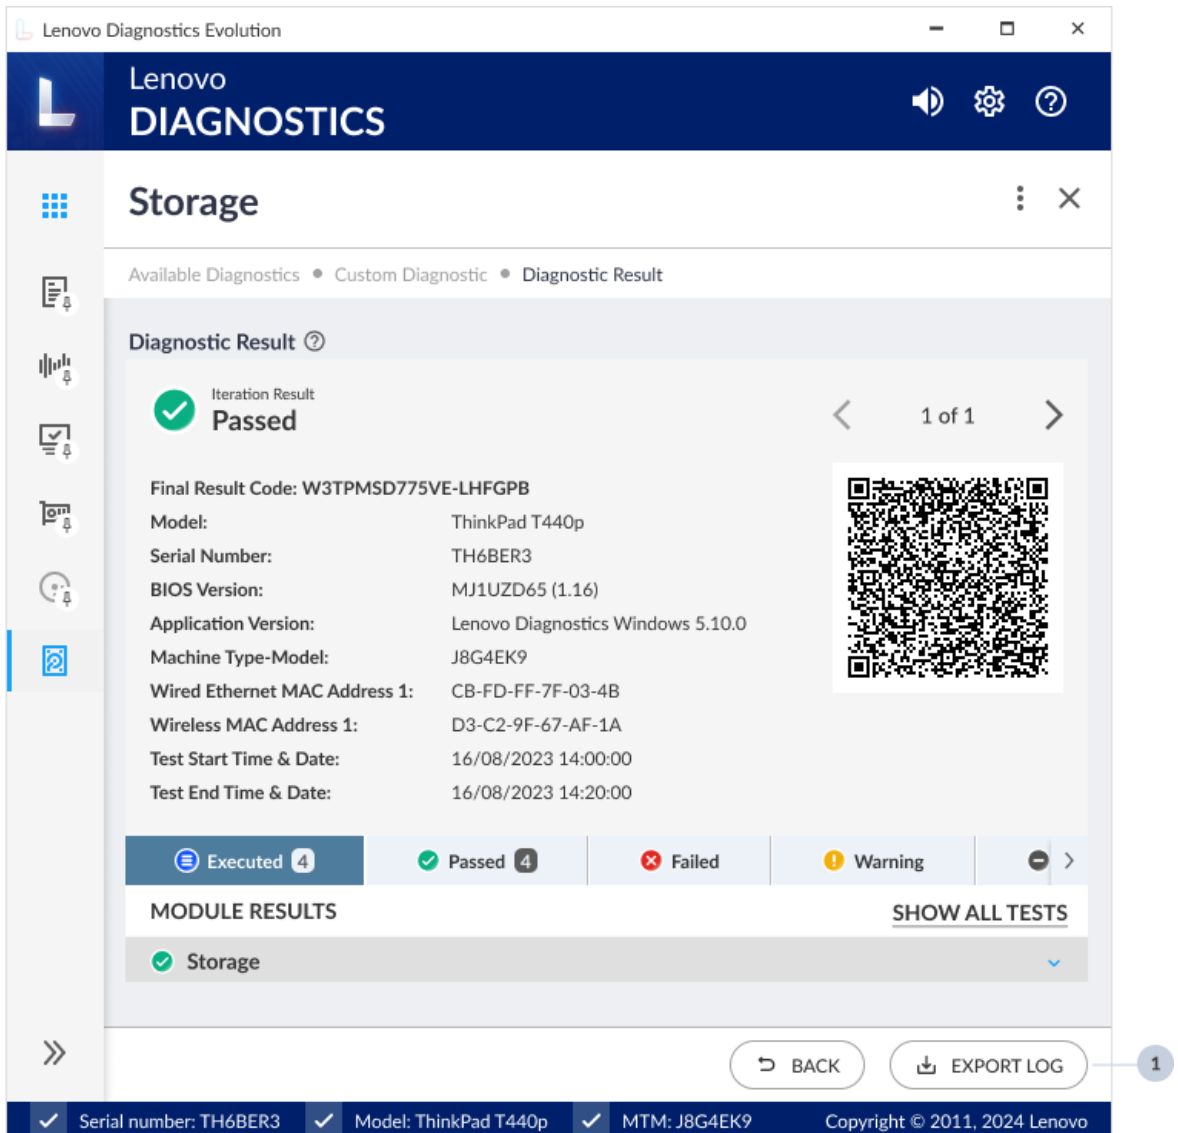 Lenovo Diagnostics Evolution
Lenovo
DIAGNOSTICS
Storage
Available Diagnostics • Custom Diagnostic • Diagnostic Result
Diagnostic Result
Iteration Result
Passed
1 of 1
Final Result Code: W3TPMSD775VE-LHFGPB
Model: ThinkPad T440p
Serial Number: TH6BER3
BIOS Version: MJ1UZD65 (1.16)
Application Version: Lenovo Diagnostics Windows 5.10.0
Machine Type-Model: J8G4EK9
Wired Ethernet MAC Address 1: CB-FD-FF-7F-03-4B
Wireless MAC Address 1: D3-C2-9F-67-AF-1A
Test Start Time & Date: 16/08/2023 14:00:00
Test End Time & Date: 16/08/2023 14:20:00
Executed 4 Passed 4 Failed Warning
MODULE RESULTS SHOW ALL TESTS
Storage
BACK EXPORT LOG 1
Serial number: TH6BER3 Model: ThinkPad T440p MTM: J8G4EK9 Copyright © 2011, 2024 Lenovo